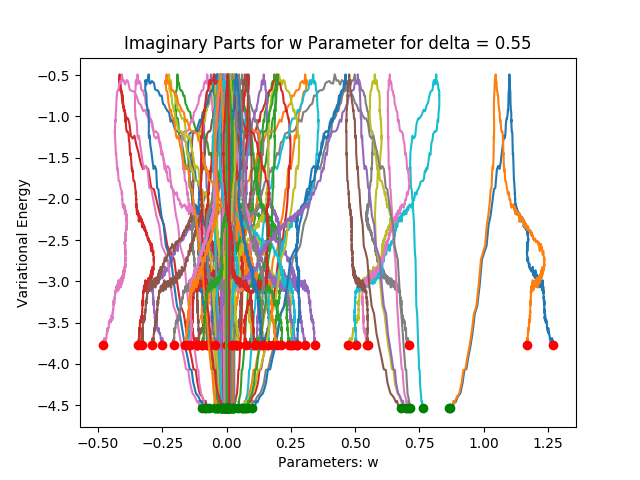 Imaginary Parts for w Parameter for delta = 0.55
Variational Energy
−0.5
−1.0
−1.5
−2.0
−2.5
−3.0
−3.5
−4.0
−4.5
−0.50 −0.25 0.00 0.25 0.50 0.75 1.00 1.25
Parameters: w